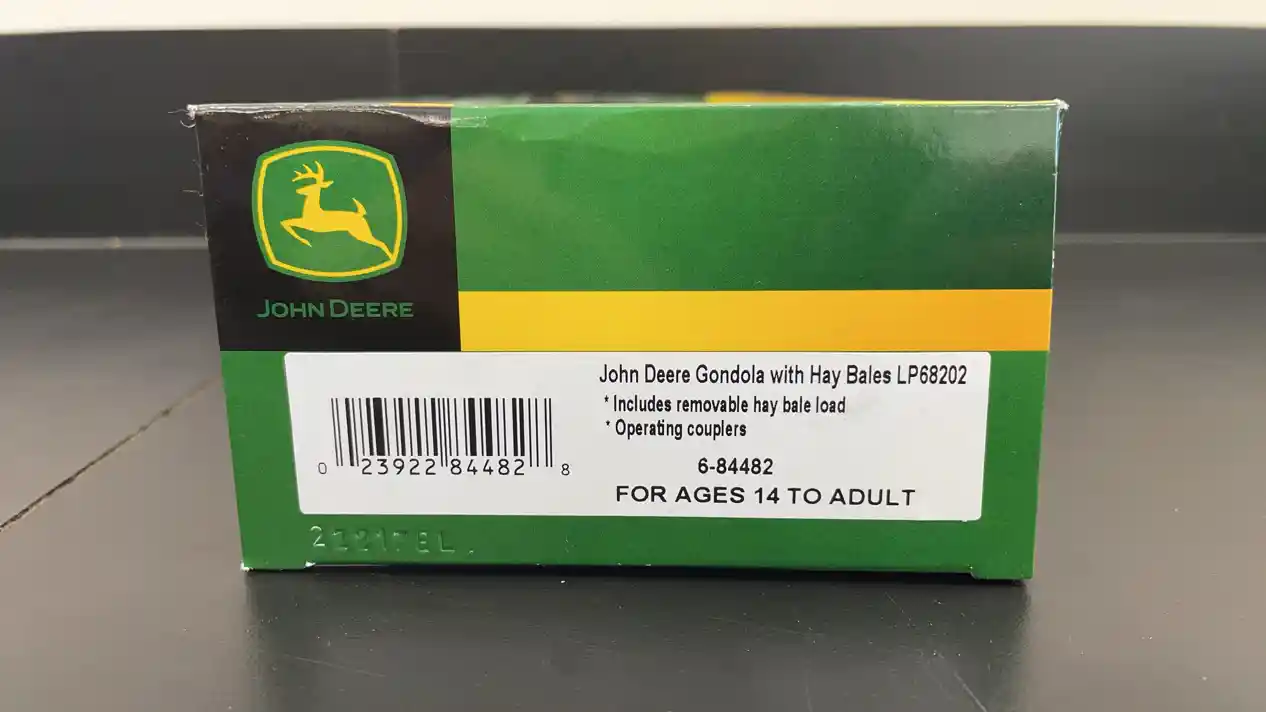 JOHN DEERE
John Deere Gondola with Hay Bales LP68202
* Includes removable hay bale load
* Operating couplers
6-84482
FOR AGES 14 TO ADULT
0 23922 84482 8